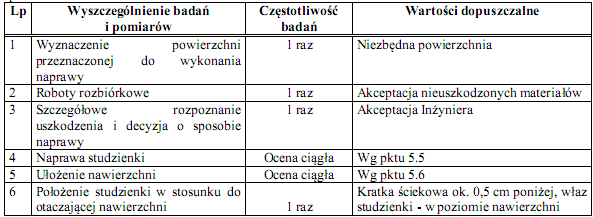 Lp Wyszczególnienie badań Częstotliwość Wartości dopuszczalne
i pomiarów badań
1 Wyznaczenie powierzchni 1 raz Niezbędna powierzchnia
przeznaczonej do wykonania
naprawy
2 Roboty rozbiórkowe 1 raz Akceptacja nieuszkodzonych materiałów
3 Szczegółowe rozpoznanie 1 raz Akceptacja Inżyniera
uszkodzenia i decyzja o sposobie
naprawy
4 Naprawa studzienki Ocena ciągła Wg pktu 5.5
5 Ułożenie nawierzchni Ocena ciągła Wg pktu 5.6
6 Położenie studzienki w stosunku do Kratka ściekowa ok. 0,5 cm poniżej, właz
otaczającej nawierzchni 1 raz studzienki - w poziomie nawierzchni